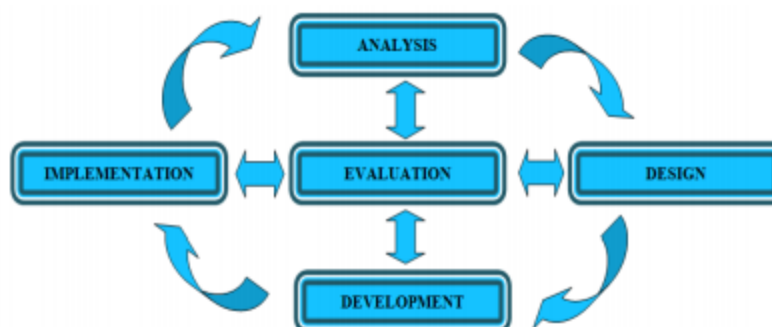 ANALYSIS
IMPLEMENTATION
EVALUATION
DESIGN
DEVELOPMENT